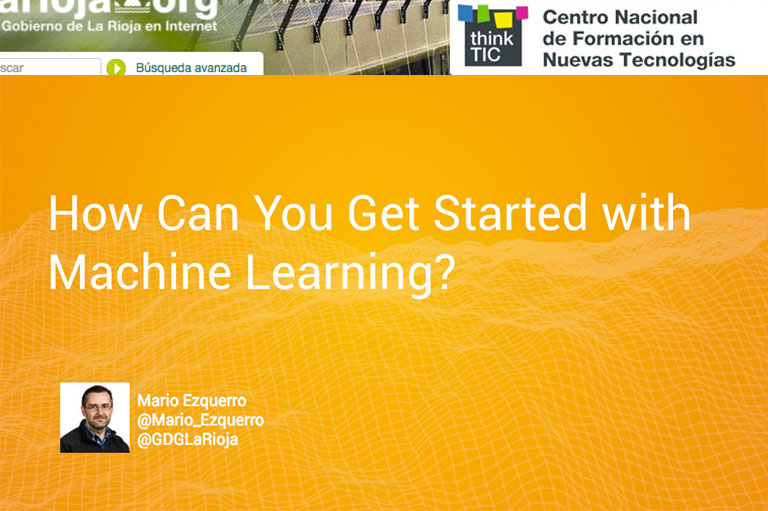 arioja.org
Gobierno de La Rioja en Internet
scar
Búsqueda avanzada
think
TIC
Centro Nacional
de Formación en
Nuevas Tecnologías
How Can You Get Started with
Machine Learning?
Mario Ezquerro
@Mario_Ezquerro
@GDGLaRioja